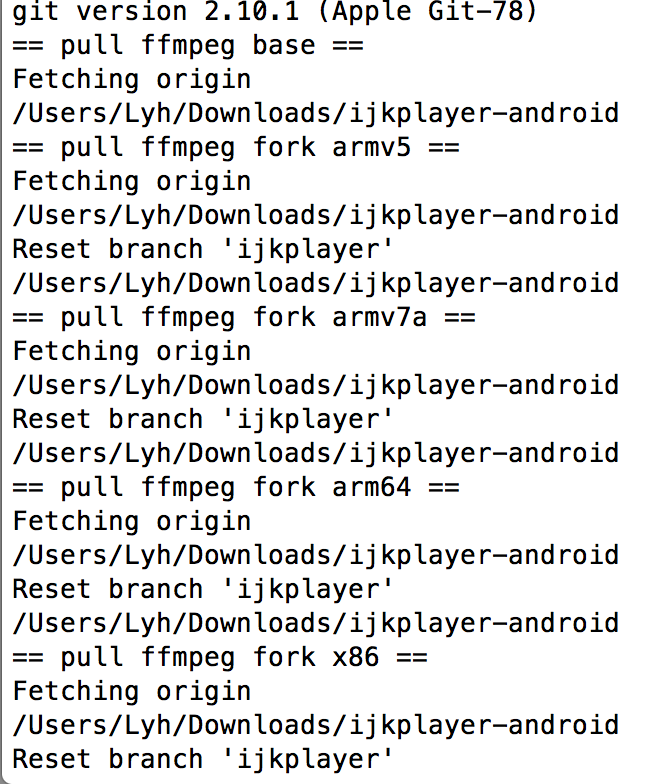 git version 2.10.1 (Apple Git-78)
== pull ffmpeg base ==
Fetching origin
/Users/Lyh/Downloads/ijkplayer-android
== pull ffmpeg fork armv5 ==
Fetching origin
/Users/Lyh/Downloads/ijkplayer-android
Reset branch 'ijkplayer'
/Users/Lyh/Downloads/ijkplayer-android
== pull ffmpeg fork armv7a ==
Fetching origin
/Users/Lyh/Downloads/ijkplayer-android
Reset branch 'ijkplayer'
/Users/Lyh/Downloads/ijkplayer-android
== pull ffmpeg fork arm64 ==
Fetching origin
/Users/Lyh/Downloads/ijkplayer-android
Reset branch 'ijkplayer'
/Users/Lyh/Downloads/ijkplayer-android
== pull ffmpeg fork x86 ==
Fetching origin
/Users/Lyh/Downloads/ijkplayer-android
Reset branch 'ijkplayer'